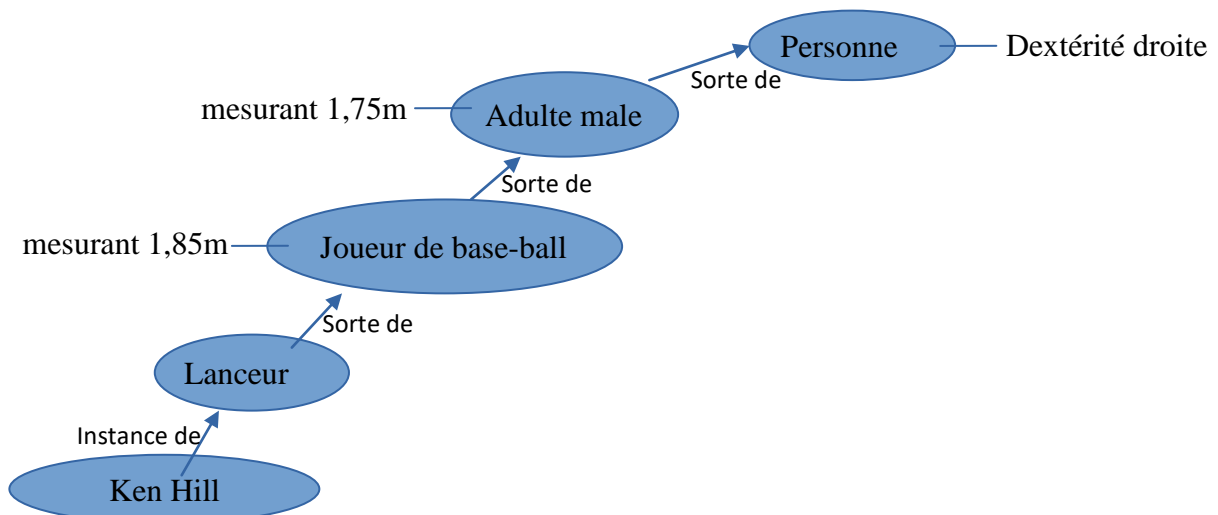 Personne
Dextérité droite
Sorte de
mesurant 1,75m
Adulte male
Sorte de
mesurant 1,85m
Joueur de base-ball
Sorte de
Lanceur
Instance de
Ken Hill